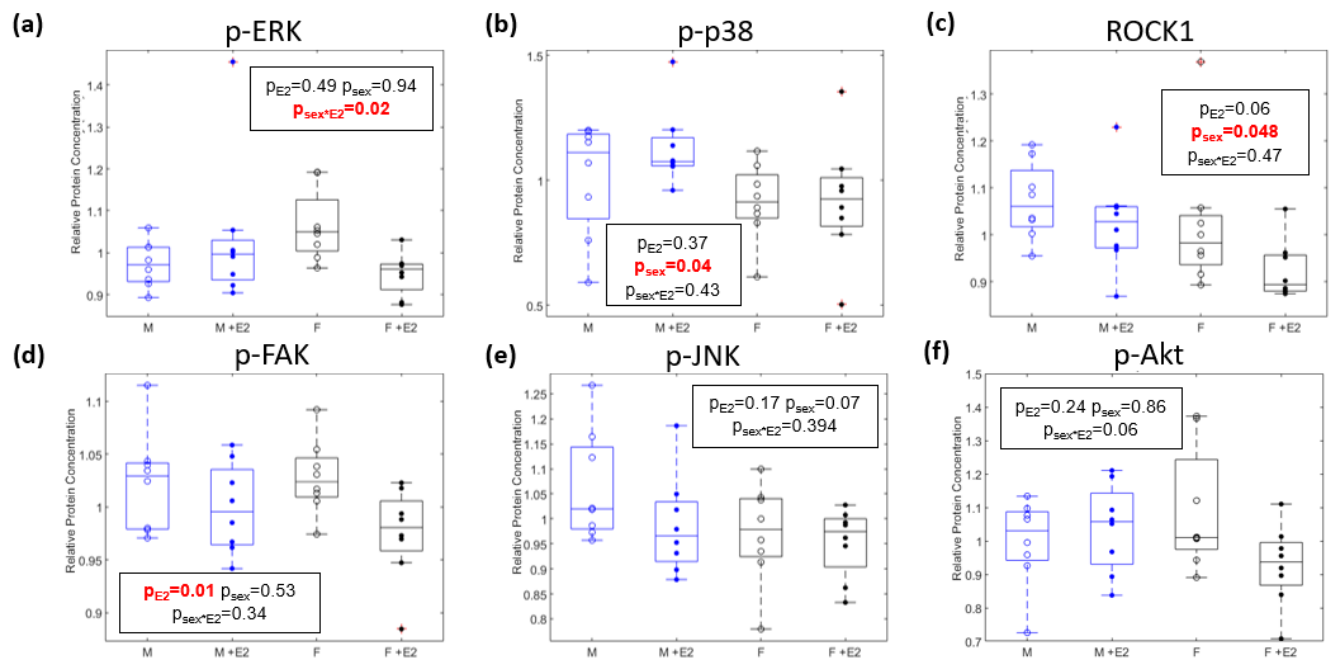 (a)
p-ERK
Relative Protein Concentration
1.4
1.3
1.2
1.1
1
0.9
pE2=0.49 psex=0.94
psex*E2=0.02
M
M +E2
F
F +E2
(b)
p-p38
Relative Protein Concentration
1.5
1
0.5
pE2=0.37
psex=0.04
psex*E2=0.43
M
M +E2
F
F +E2
(c)
ROCK1
Relative Protein Concentration
1.3
1.2
1.1
1
0.9
pE2=0.06
psex=0.048
psex*E2=0.47
M
M +E2
F
F +E2
(d)
p-FAK
Relative Protein Concentration
1.1
1.05
1
0.95
0.9
pE2=0.01 psex=0.53
psex*E2=0.34
M
M +E2
F
F +E2
(e)
p-JNK
Relative Protein Concentration
1.25
1.2
1.15
1.1
1.05
1
0.95
0.9
0.85
0.8
pE2=0.17 psex=0.07
psex*E2=0.394
M
M +E2
F
F +E2
(f)
p-Akt
Relative Protein Concentration
1.5
1.4
1.3
1.2
1.1
1
0.9
0.8
0.7
pE2=0.24 psex=0.86
psex*E2=0.06
M
M +E2
F
F +E2